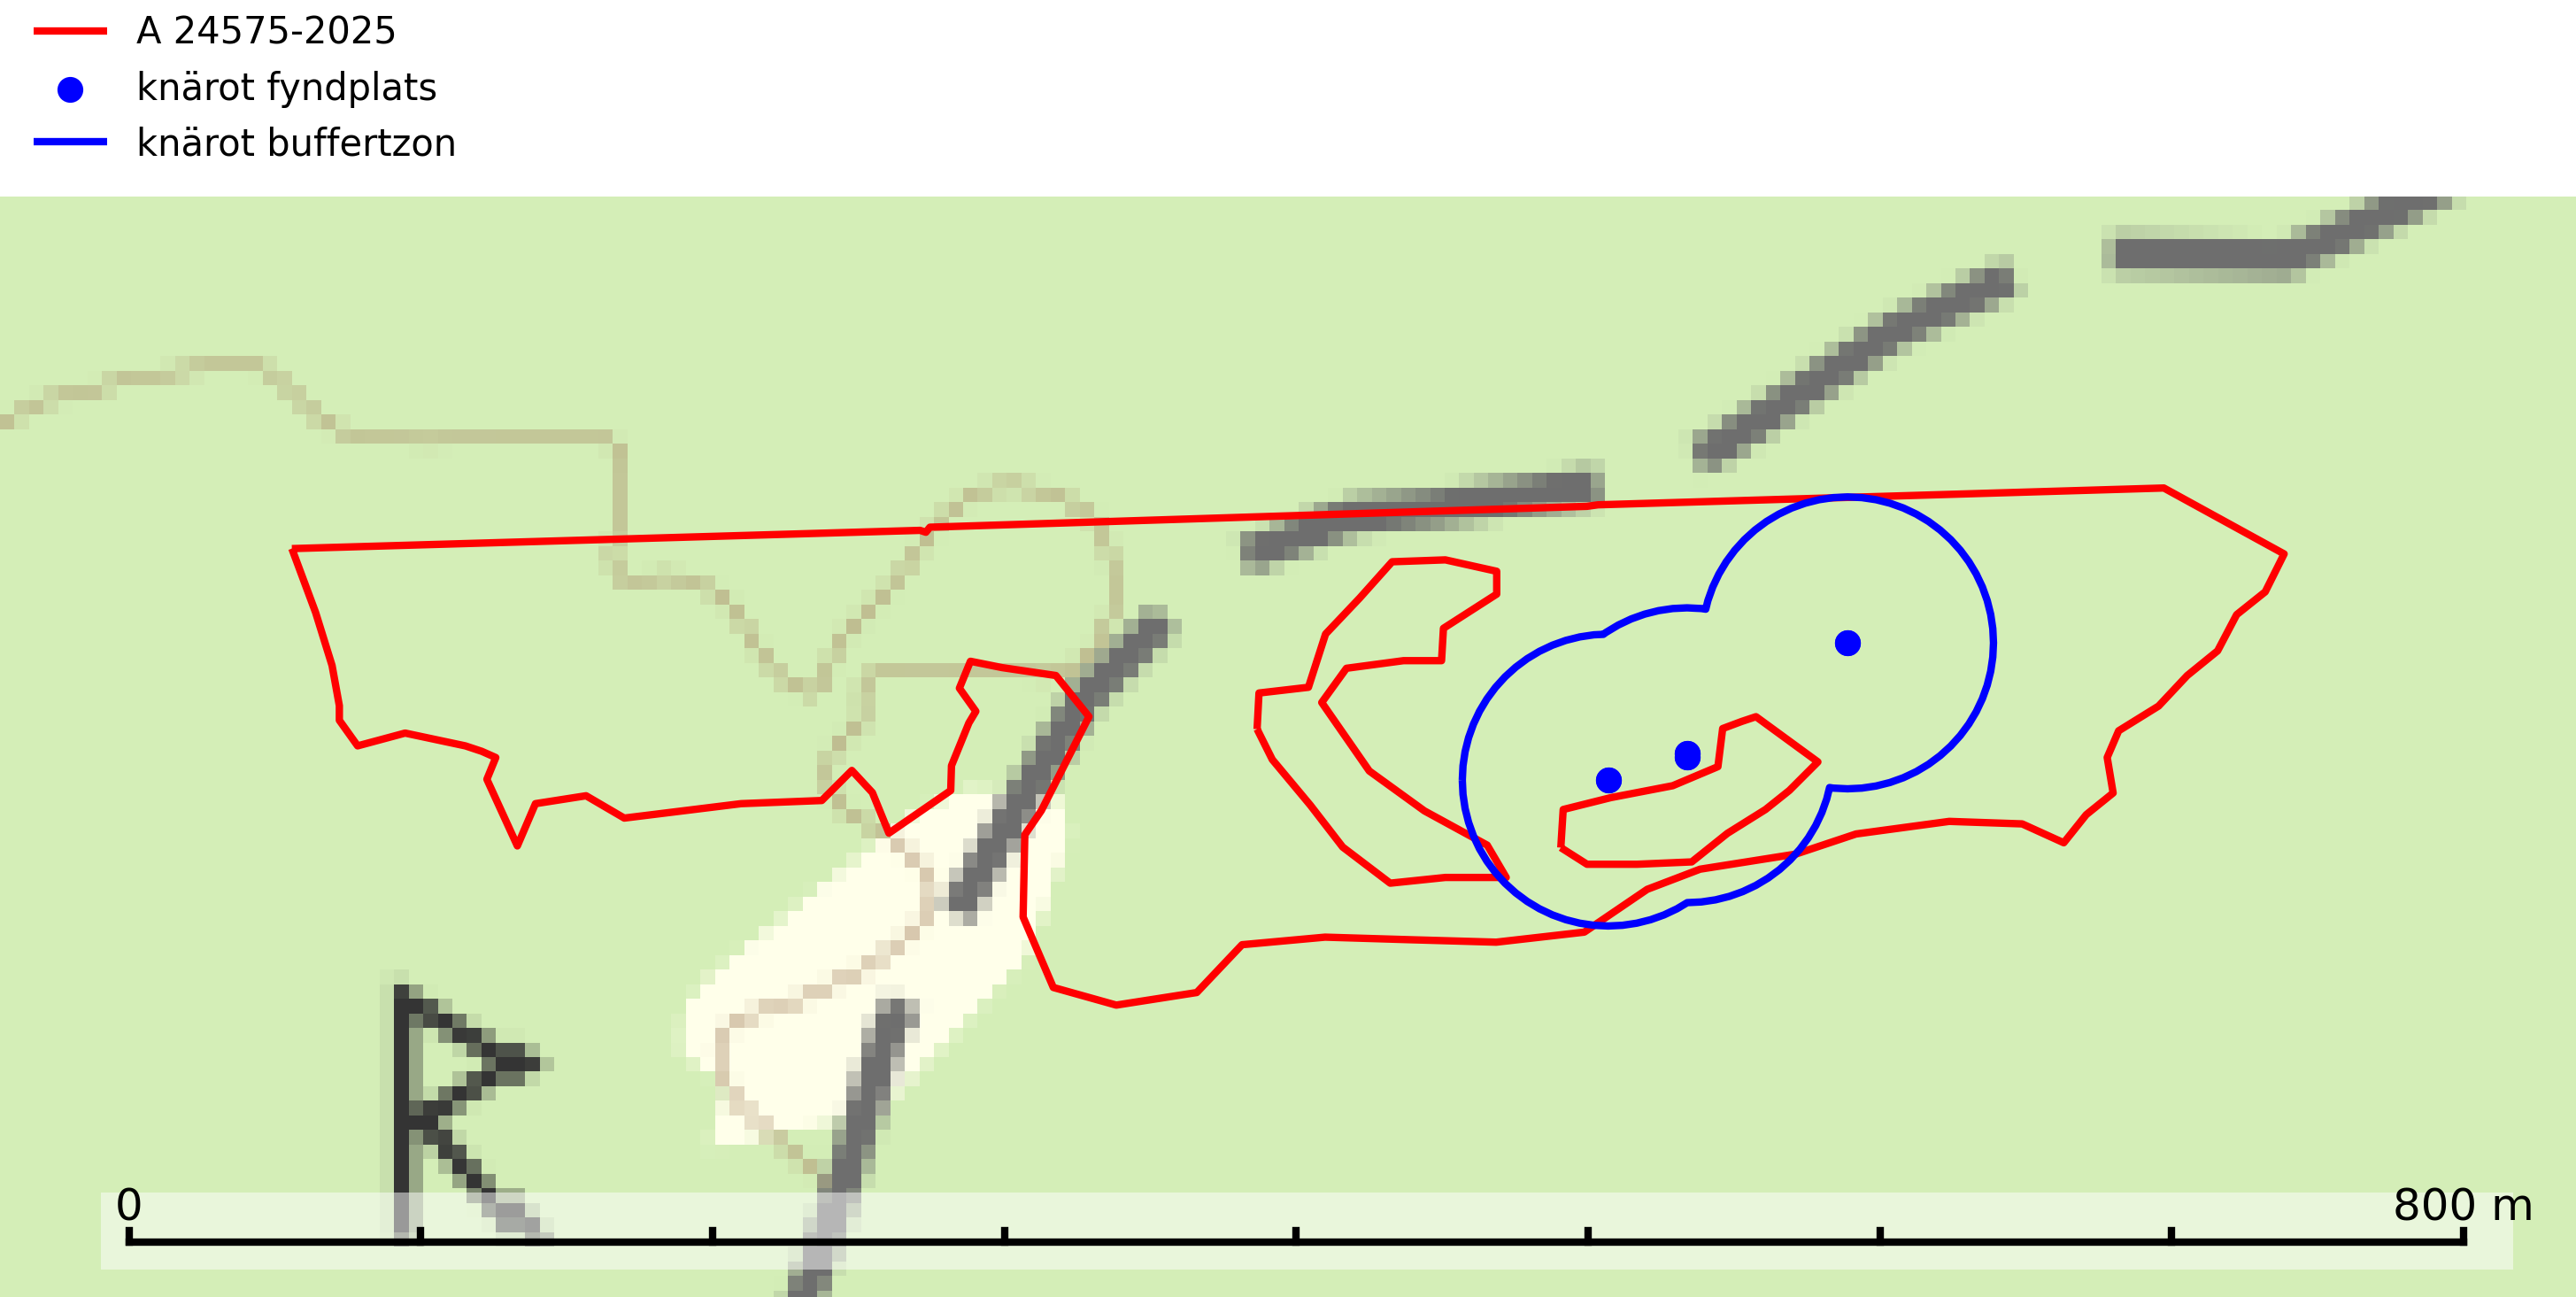 A 24575-2025
knärot fyndplats
knärot buffertzon
R
0 800 m